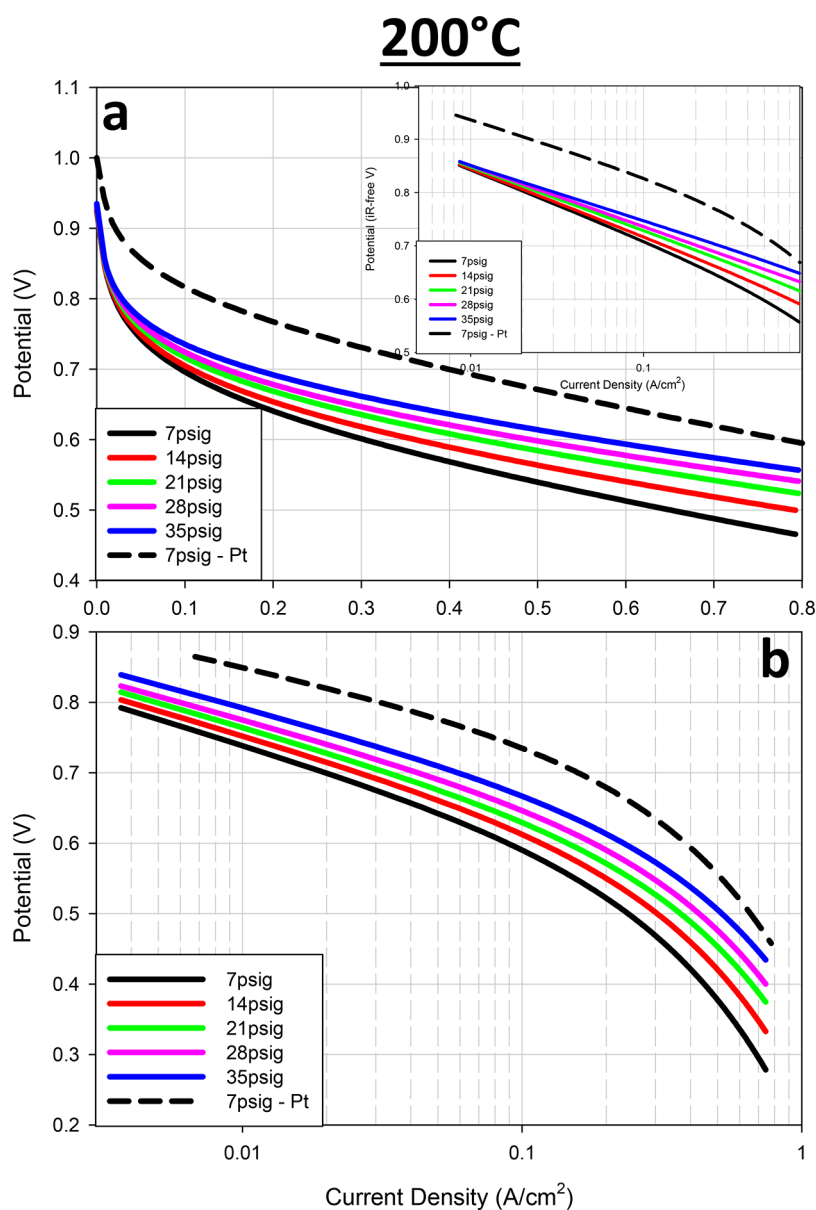 200°C
a
1.1
1.0
0.9
0.8
0.7
0.6
0.5
0.4
Potential (V)
0.0 0.1 0.2 0.3 0.4 0.5 0.6 0.7 0.8
7psig
14psig
21psig
28psig
35psig
7psig - Pt
1.0
0.9
0.8
0.7
0.6
0.5
Potential (iR-free V)
7psig
14psig
21psig
28psig
35psig
7psig - Pt
0.01 0.1
Current Density (A/cm²)
b
0.9
0.8
0.7
0.6
0.5
0.4
0.3
0.2
Potential (V)
7psig
14psig
21psig
28psig
35psig
7psig - Pt
0.01 0.1 1
Current Density (A/cm²)